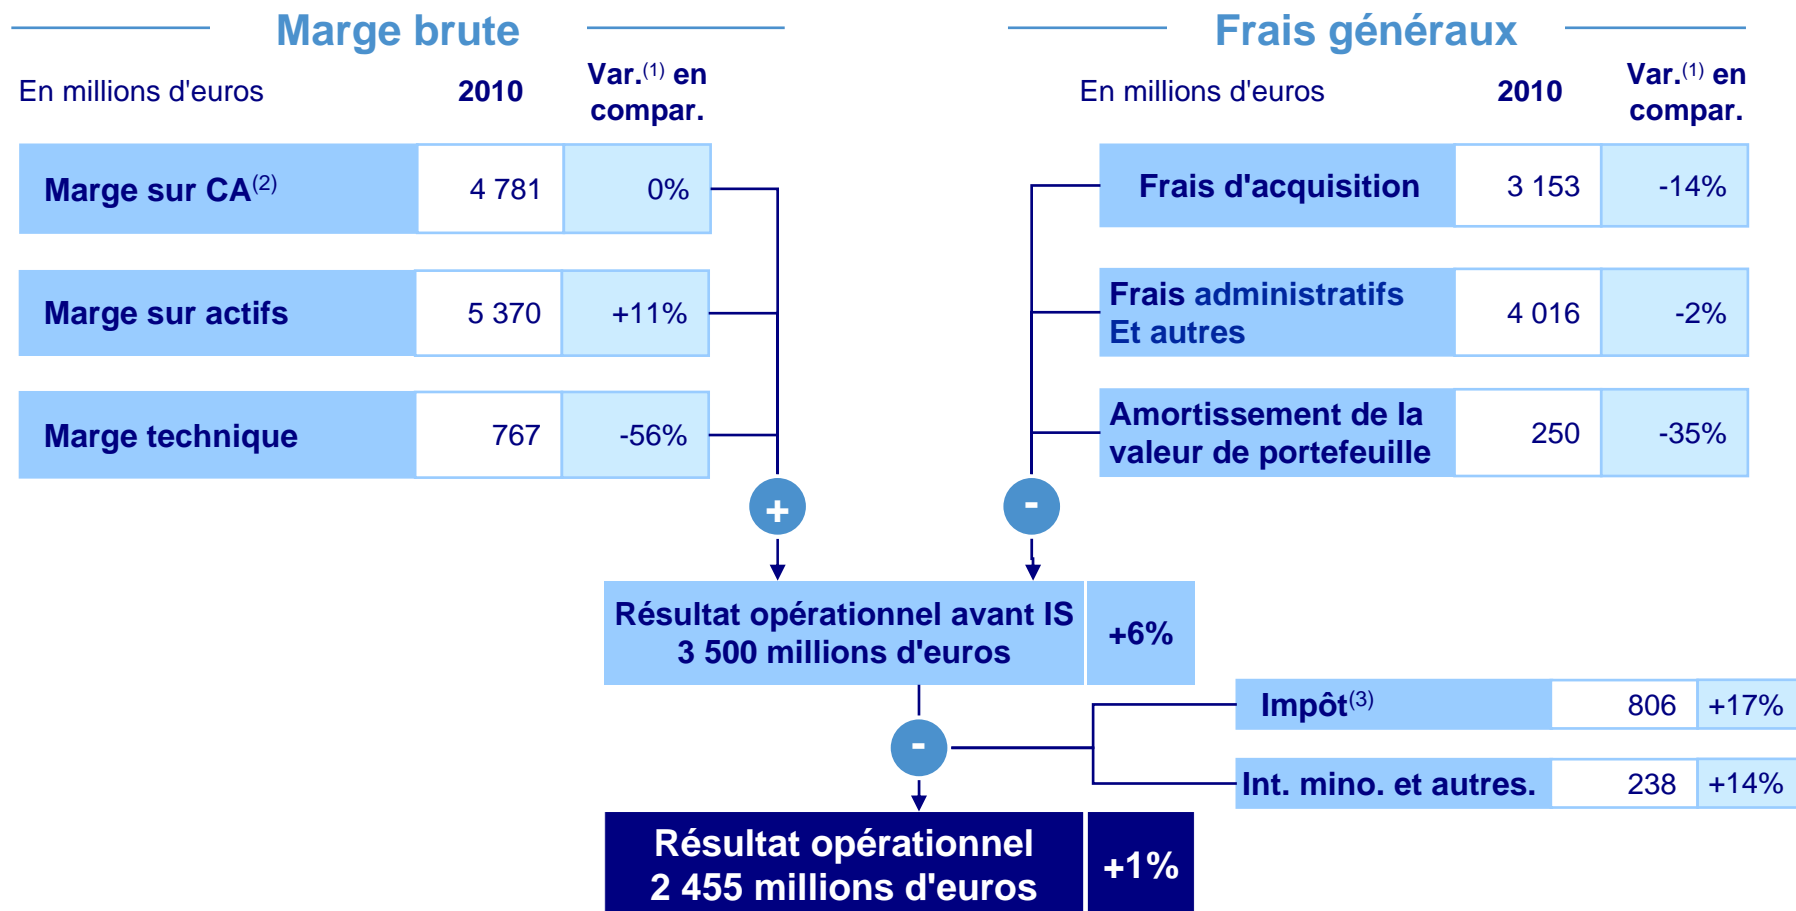 Marge brute
En millions d'euros 2010 Var.(1) en
compar.
Marge sur CA(2) 4 781 0%
Marge sur actifs 5 370 +11%
Marge technique 767 -56%
+
Frais généraux
En millions d'euros 2010 Var.(1) en
compar.
Frais d'acquisition 3 153 -14%
Frais administratifs
Et autres 4 016 -2%
Amortissement de la
valeur de portefeuille 250 -35%
-
Résultat opérationnel avant IS
3 500 millions d'euros +6%
-
Impôt(3) 806 +17%
Int. mino. et autres. 238 +14%
Résultat opérationnel
2 455 millions d'euros +1%